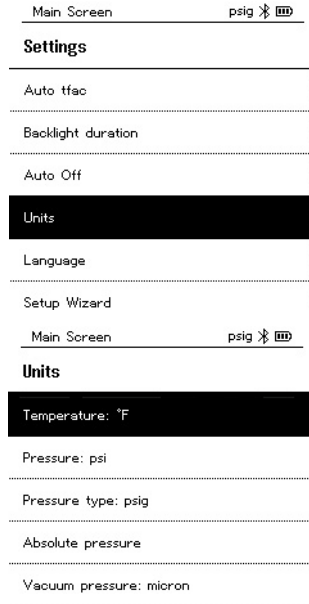 Main Screen psig
Settings
Auto tfac
Backlight duration
Auto Off
Units
Language
Setup Wizard
Main Screen psig
Units
Temperature: °F
Pressure: psi
Pressure type: psig
Absolute pressure
Vacuum pressure: micron